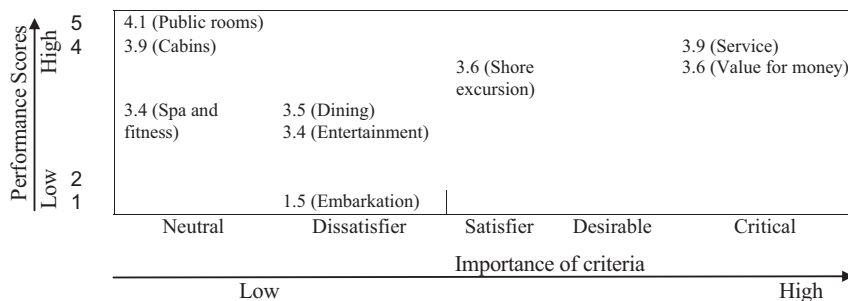 Performance Scores
High
Low
5
4
2
1
4.1 (Public rooms)
3.9 (Cabins)
3.9 (Service)
3.6 (Shore
excursion)
3.6 (Value for money)
3.4 (Spa and
fitness)
3.5 (Dining)
3.4 (Entertainment)
1.5 (Embarkation)
Neutral Dissatisfier Satisfier Desirable Critical
Importance of criteria
Low High